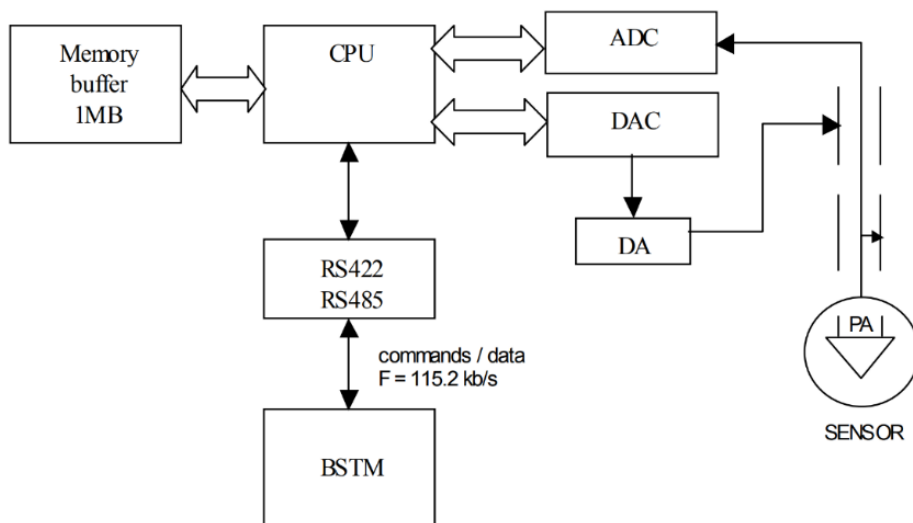 Memory
buffer
1MB
CPU
ADC
DAC
DA
RS422
RS485
commands / data
F = 115.2 kb/s
BSTM
PA
SENSOR